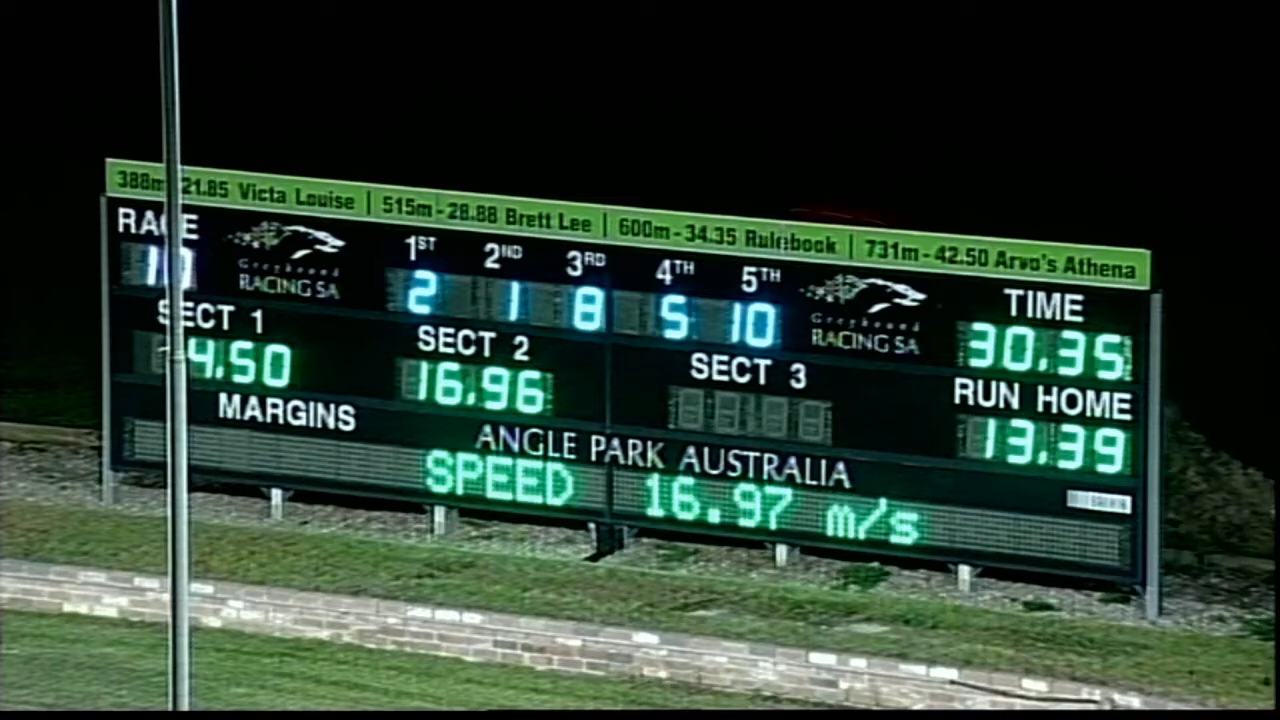 388m - 21.85 Victa Louise | 515m - 28.88 Brett Lee | 600m - 34.35 Rulebook | 731m - 42.50 Arvo's Athena
RACE 1ST 2ND 3RD 4TH 5TH TIME
10 Greyhound RACING SA 2 1 8 5 10 Greyhound RACING SA 30.35
SECT 1 SECT 2 SECT 3 RUN HOME
4.50 16.96 13.39
MARGINS ANGLE PARK AUSTRALIA
SPEED 16.97 m/s